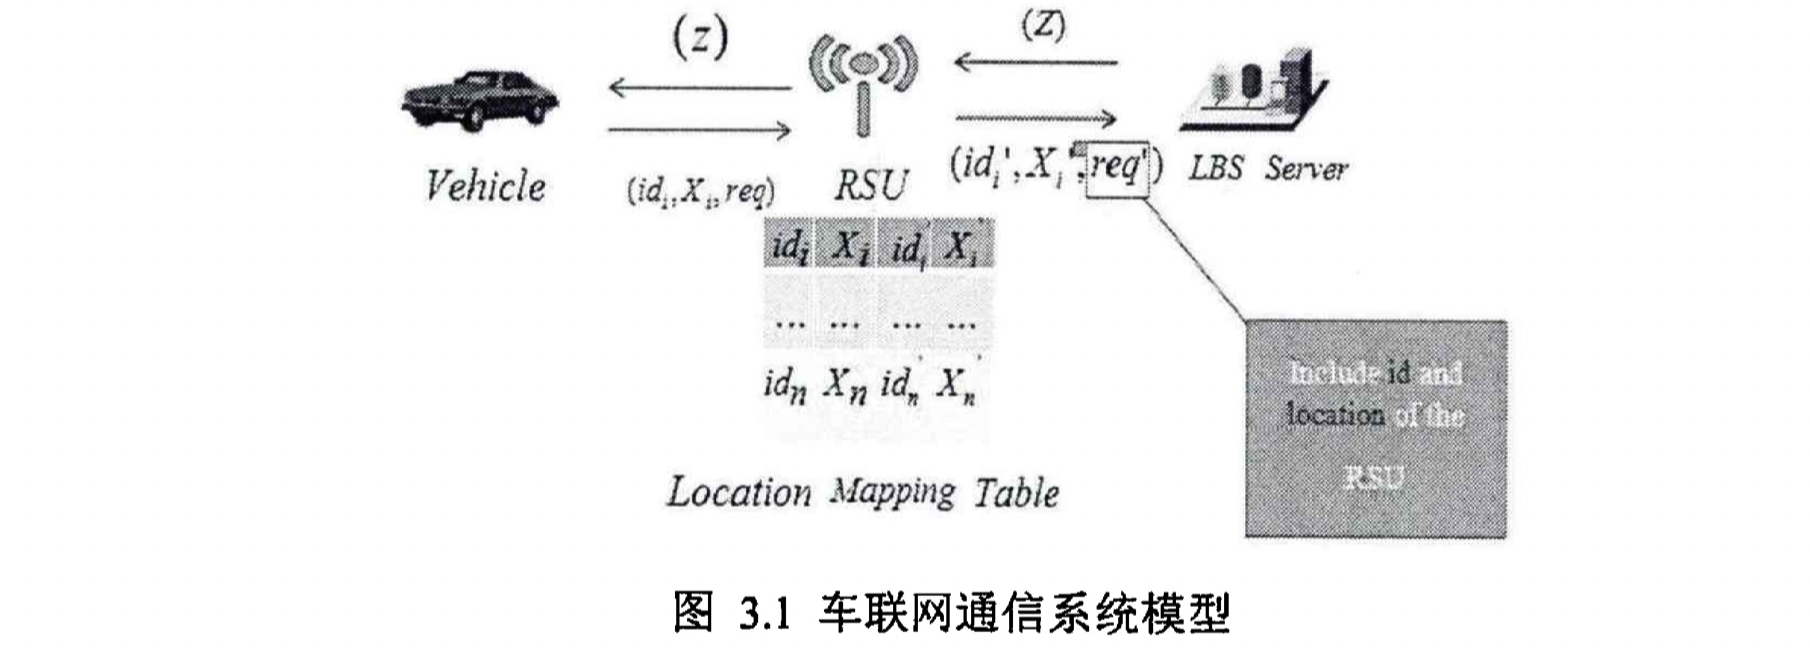 (z)
(Z)
Vehicle
(id_i, X_i, req)
RSU
(id_i', X_i', req')
LBS Server
id_i X_i id_i' X_i'
... ... ... ...
id_n X_n id_n' X_n'
Location Mapping Table
Include id and
location of the
RSU
图 3.1 车联网通信系统模型